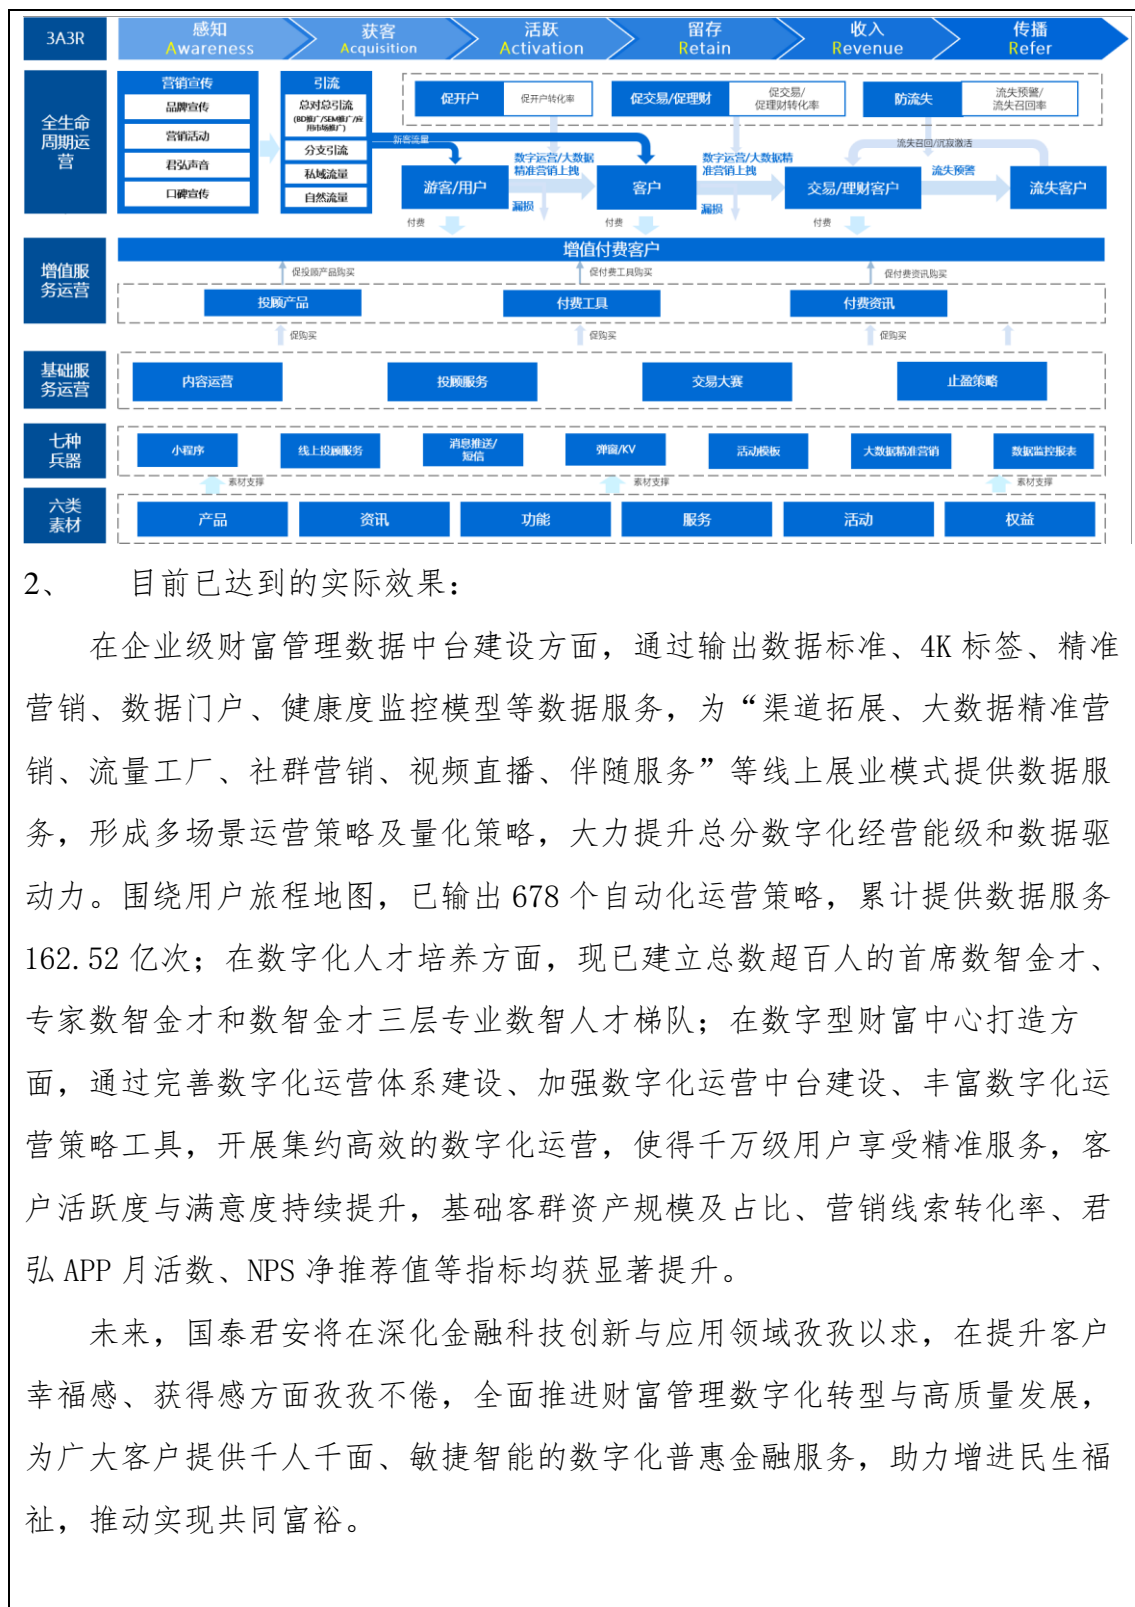 3A3R
感知
Awareness
获客
Acquisition
活跃
Activation
留存
Retain
收入
Revenue
传播
Refer
全生命
周期运
营
营销宣传
品牌宣传
营销活动
君弘声音
口碑宣传
引流
总对总引流
(BD推广/SEM推广/应
用市场推广)
分支引流
私域流量
自然流量
促开户
促开户转化率
促交易/促理财
促交易/
促理财转化率
防流失
流失预警/
流失召回率
新客流量
游客/用户
数字运营/大数据
精准营销上拽
漏损
客户
数字运营/大数据精
准营销上拽
漏损
交易/理财客户
流失召回/沉寂激活
流失预警
流失客户
付费
付费
付费
增值服
务运营
增值付费客户
促投顾产品购买
促付费工具购买
促付费资讯购买
投顾产品
付费工具
付费资讯
促购买
促购买
促购买
基础服
务运营
内容运营
投顾服务
交易大赛
止盈策略
七种
兵器
小程序
线上投顾服务
消息推送/
短信
弹窗/KV
活动模板
大数据精准营销
数据监控报表
素材支撑
素材支撑
素材支撑
六类
素材
产品
资讯
功能
服务
活动
权益
2、 目前已达到的实际效果：
在企业级财富管理数据中台建设方面，通过输出数据标准、4K 标签、精准
营销、数据门户、健康度监控模型等数据服务，为“渠道拓展、大数据精准营
销、流量工厂、社群营销、视频直播、伴随服务”等线上展业模式提供数据服
务，形成多场景运营策略及量化策略，大力提升总分数字化经营能级和数据驱
动力。围绕用户旅程地图，已输出 678 个自动化运营策略，累计提供数据服务
162.52 亿次；在数字化人才培养方面，现已建立总数超百人的首席数智金才、
专家数智金才和数智金才三层专业数智人才梯队；在数字型财富中心打造方
面，通过完善数字化运营体系建设、加强数字化运营中台建设、丰富数字化运
营策略工具，开展集约高效的数字化运营，使得千万级用户享受精准服务，客
户活跃度与满意度持续提升，基础客群资产规模及占比、营销线索转化率、君
弘 APP 月活数、NPS 净推荐值等指标均获显著提升。
未来，国泰君安将在深化金融科技创新与应用领域孜孜以求，在提升客户
幸福感、获得感方面孜孜不倦，全面推进财富管理数字化转型与高质量发展，
为广大客户提供千人千面、敏捷智能的数字化普惠金融服务，助力增进民生福
祉，推动实现共同富裕。